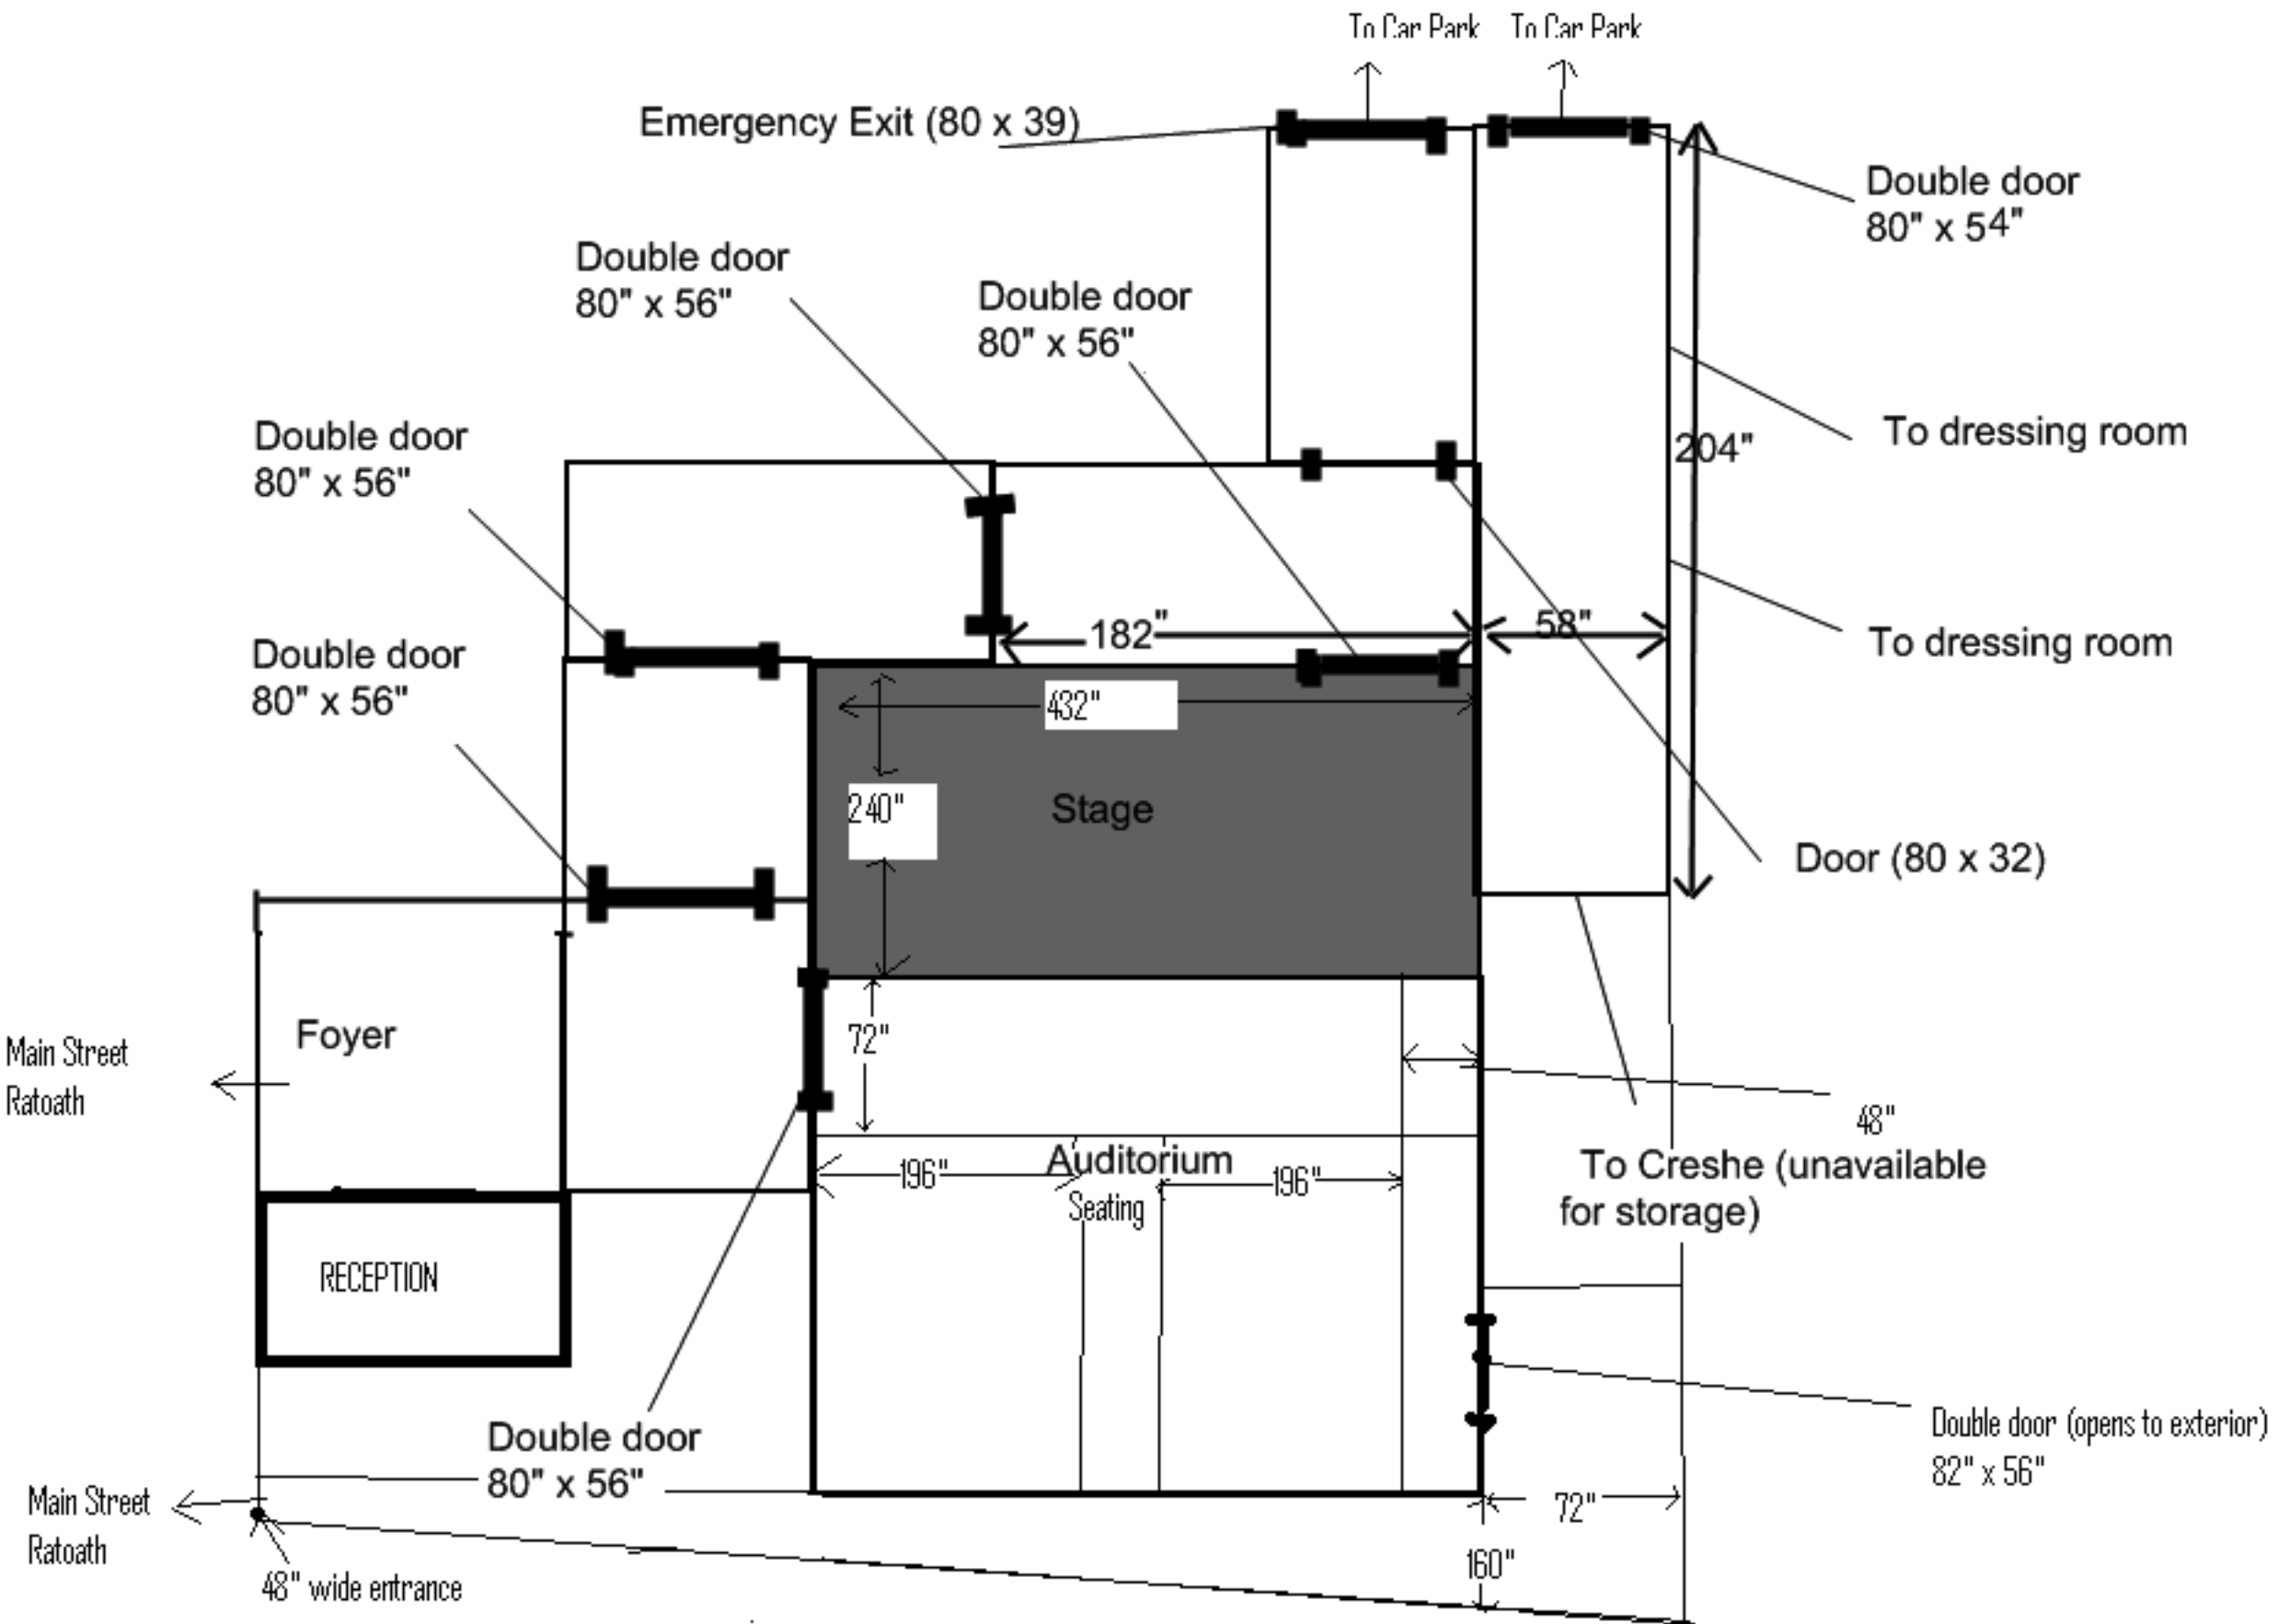 To Car Park
To Car Park
Emergency Exit (80 x 39)
Double door
80" x 54"
Double door
80" x 56"
Double door
80" x 56"
Double door
80" x 56"
To dressing room
204"
Double door
80" x 56"
182"
58"
To dressing room
432"
240"
Stage
Door (80 x 32)
Foyer
72"
Main Street
Ratoath
48"
Auditorium
196"
196"
Seating
To Creshe (unavailable
for storage)
RECEPTION
Double door
80" x 56"
Double door (opens to exterior)
82" x 56"
Main Street
Ratoath
72"
160"
48" wide entrance